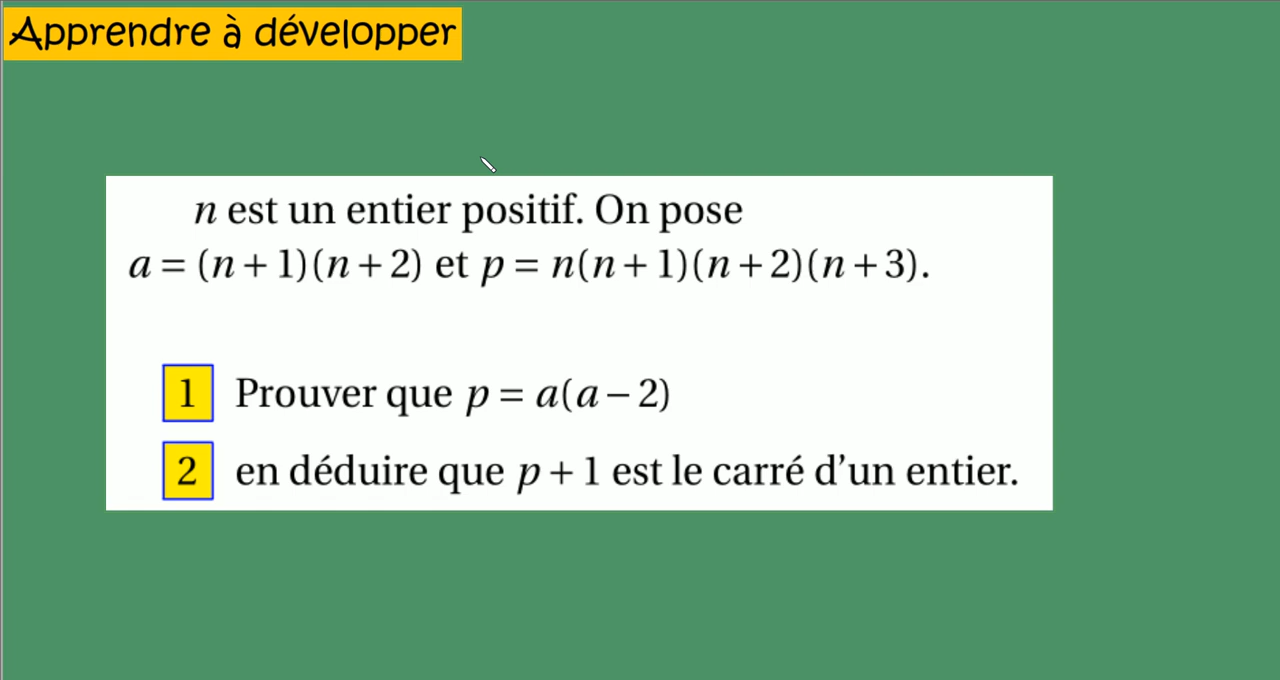 Apprendre à développer
n est un entier positif. On pose
a = (n + 1)(n + 2) et p = n(n + 1)(n + 2)(n + 3).
1 Prouver que p = a(a − 2)
2 en déduire que p + 1 est le carré d’un entier.